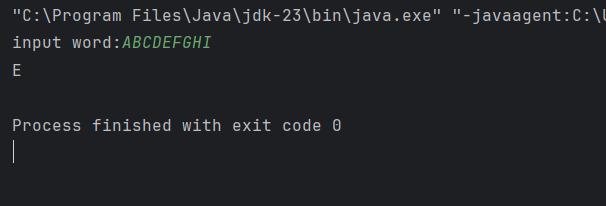 "C:\Program Files\Java\jdk-23\bin\java.exe" "-javaagent:C:\
input word:ABCDEFGHI
E
Process finished with exit code 0